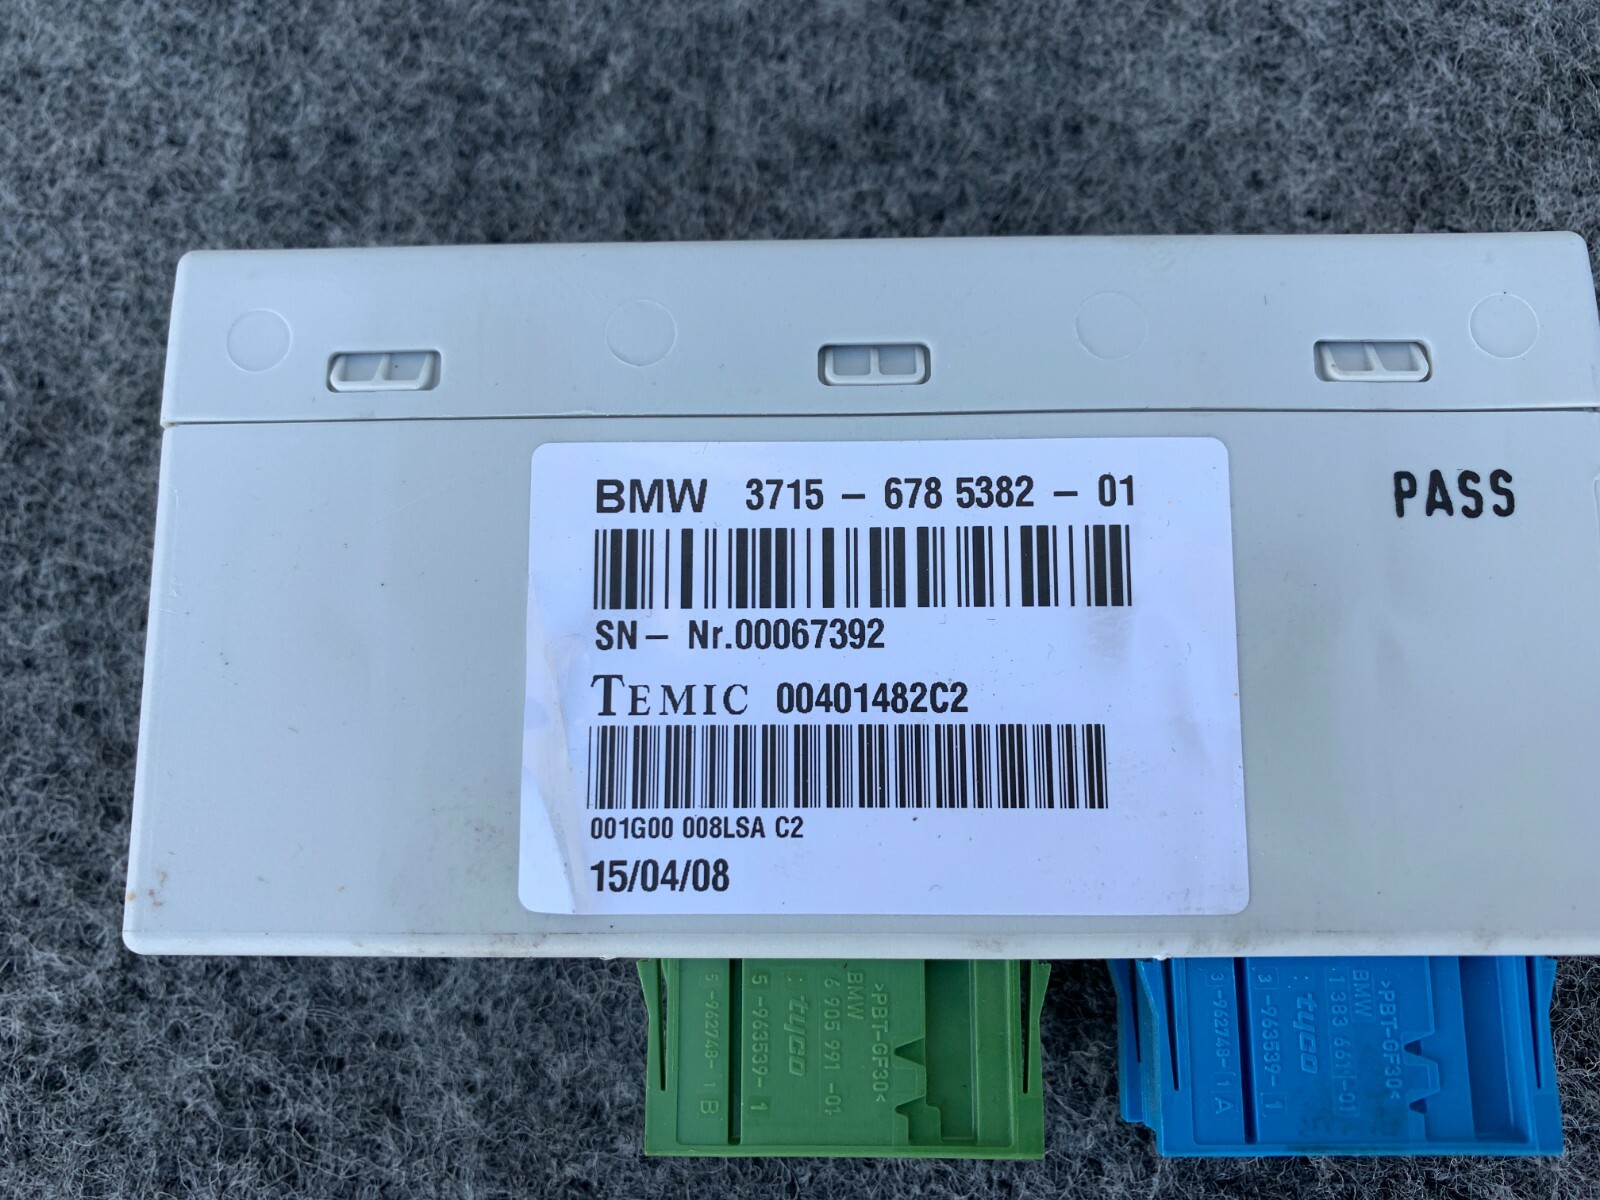 BMW 3715 – 678 5382 – 01
PASS
SN – Nr.00067392
TEMIC 00401482C2
001G00 008LSA C2
15/04/08
>PBT-GF30<
BMW
6 905 991 -01
tyco
5 -963539- 1
5 -962748- 1 B
>PBT-GF30<
BMW
1 383 661 -01
tyco
3 -963539- 1
3 -962748- 1 A